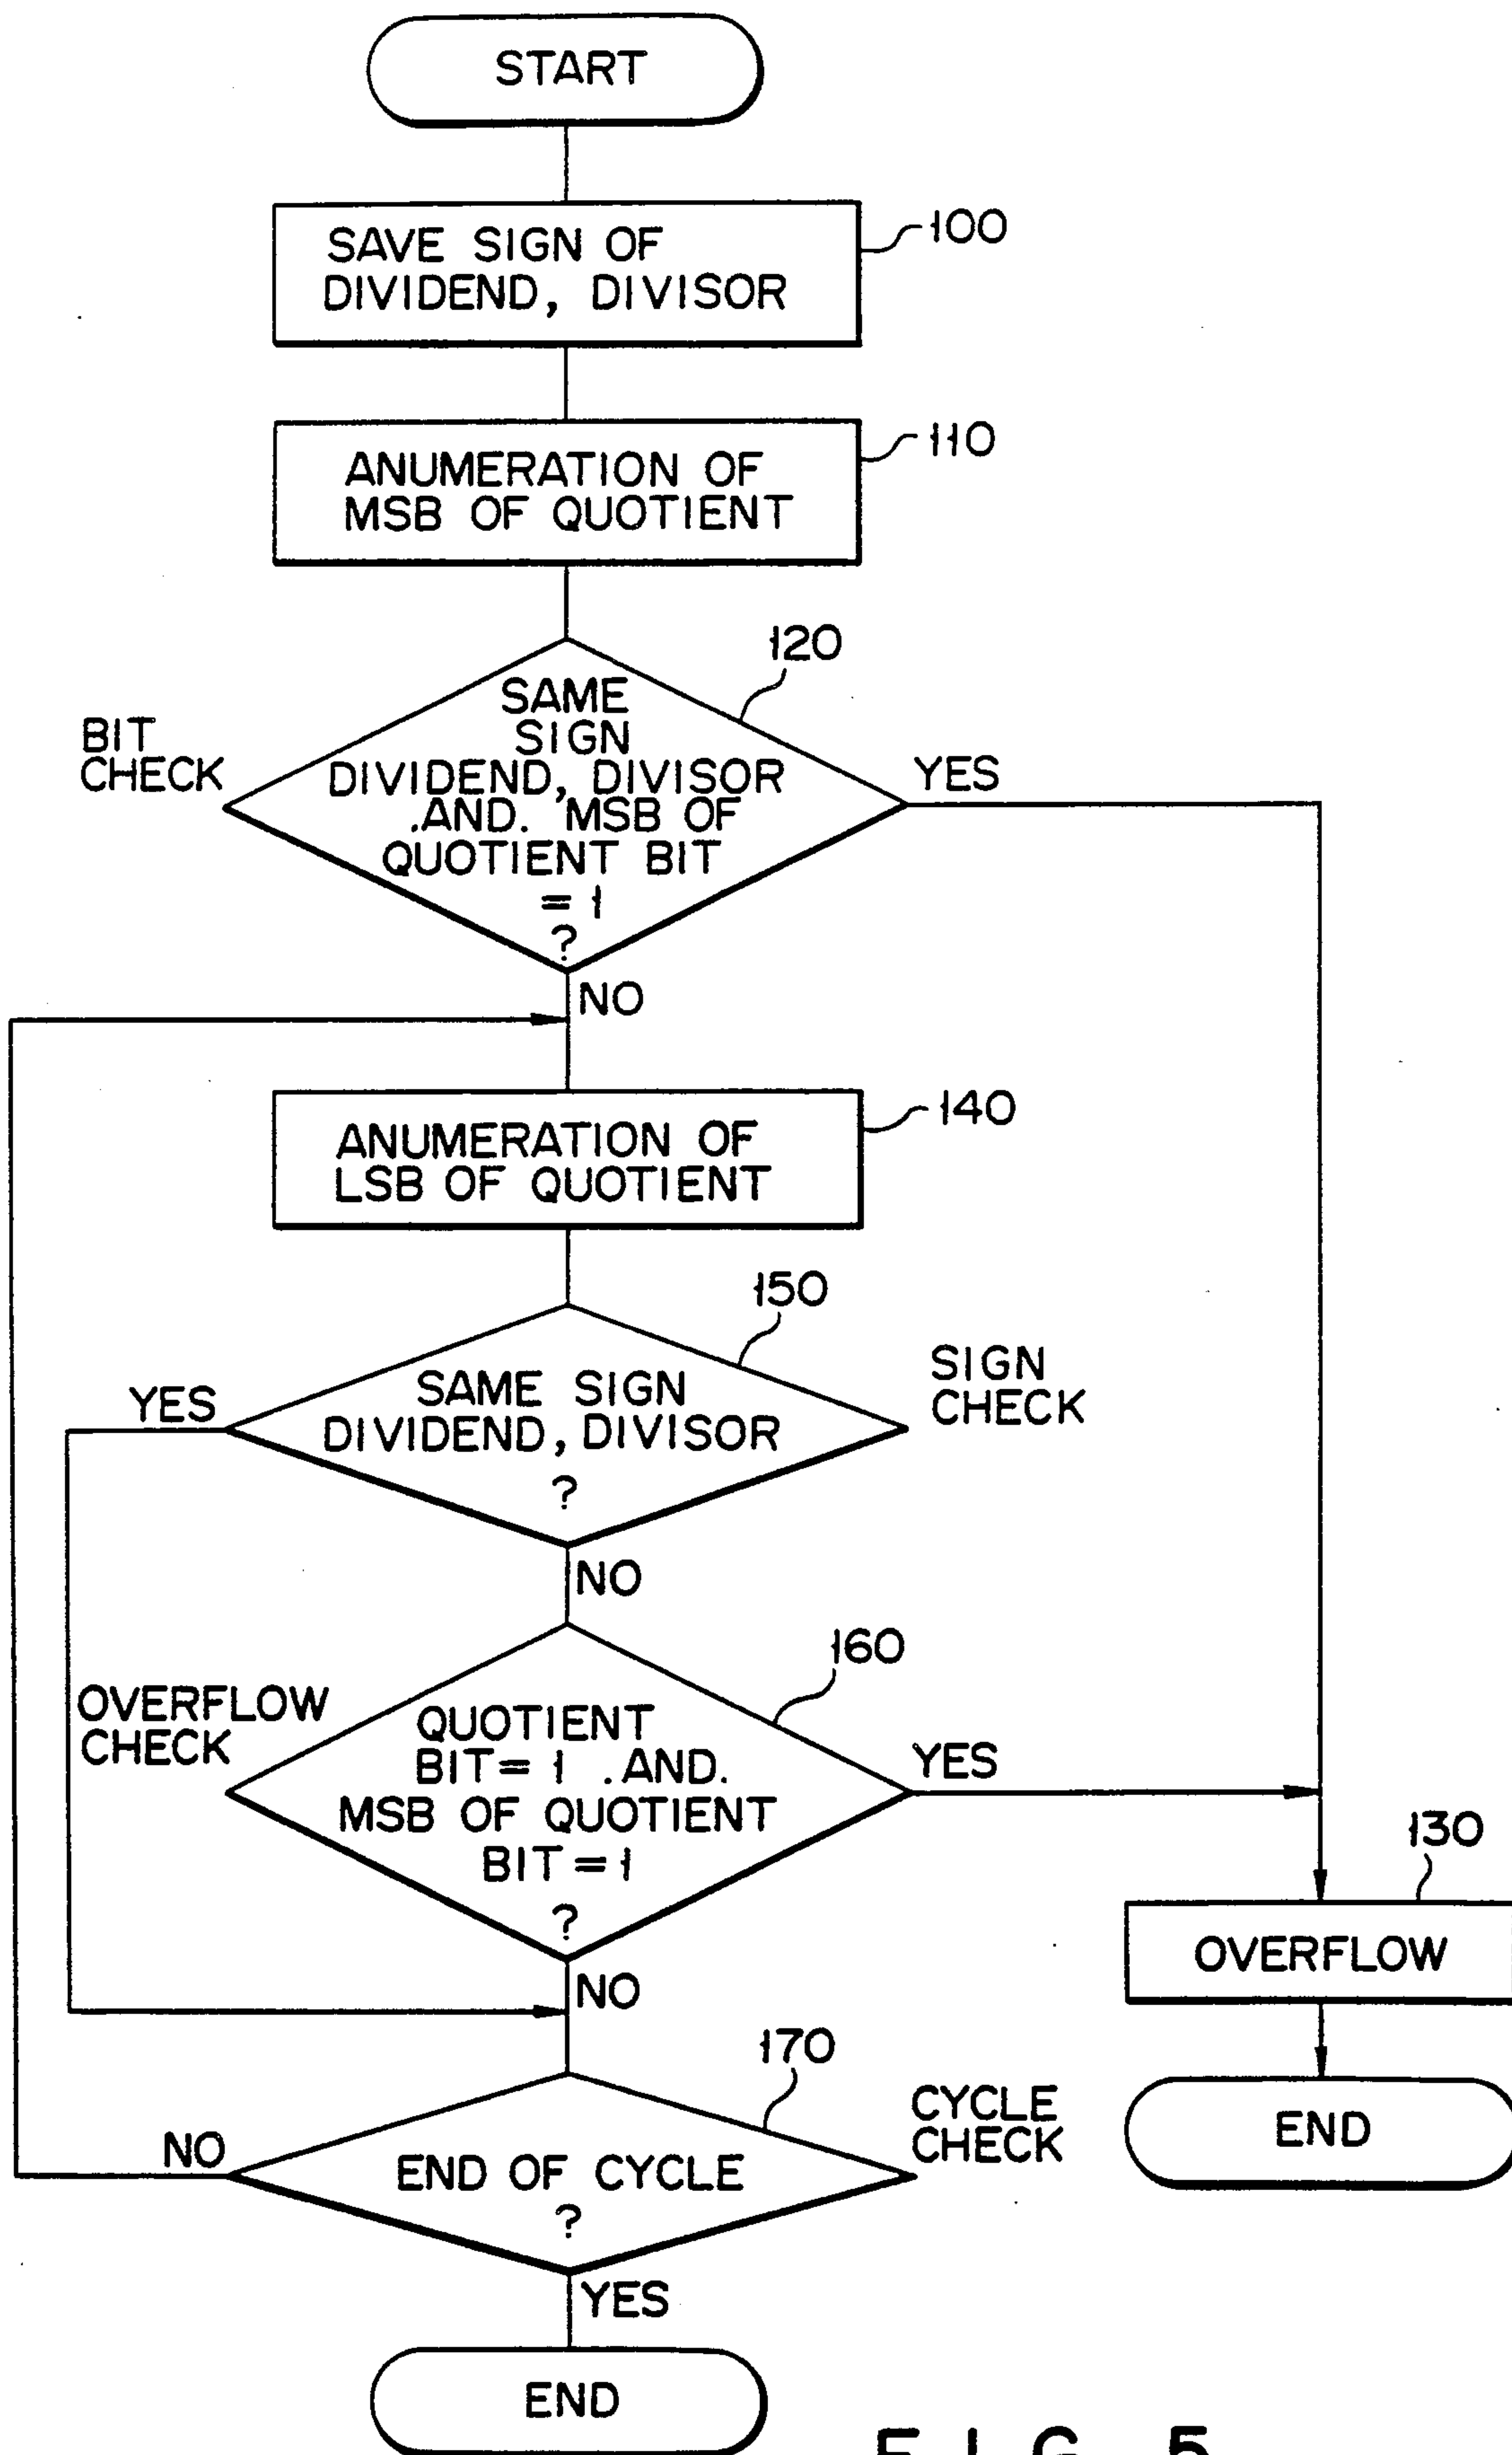 START
SAVE SIGN OF
DIVIDEND, DIVISOR
100
ANUMERATION OF
MSB OF QUOTIENT
110
120
BIT
CHECK
SAME
SIGN
DIVIDEND, DIVISOR
.AND. MSB OF
QUOTIENT BIT
= 1
?
YES
NO
ANUMERATION OF
LSB OF QUOTIENT
140
150
SIGN
CHECK
YES
SAME SIGN
DIVIDEND, DIVISOR
?
NO
160
OVERFLOW
CHECK
QUOTIENT
BIT = 1 .AND.
MSB OF QUOTIENT
BIT = 1
?
YES
130
OVERFLOW
NO
170
CYCLE
CHECK
END
NO
END OF CYCLE
?
YES
END
FIG. 5